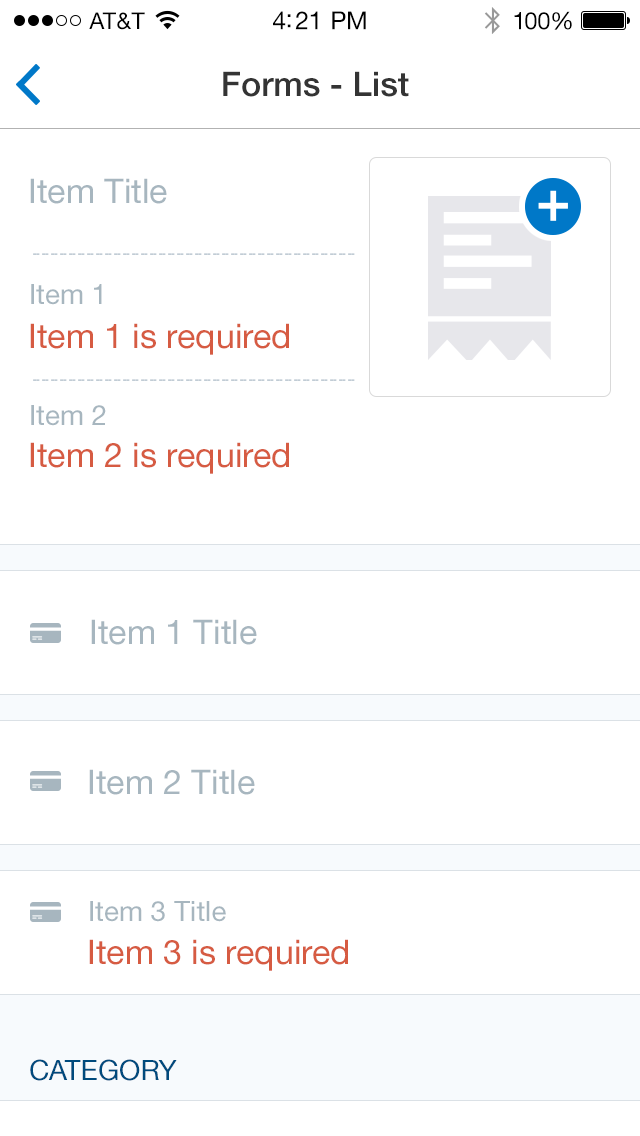 AT&T 4:21 PM 100%
Forms - List
Item Title
Item 1
Item 1 is required
Item 2
Item 2 is required
Item 1 Title
Item 2 Title
Item 3 Title
Item 3 is required
CATEGORY